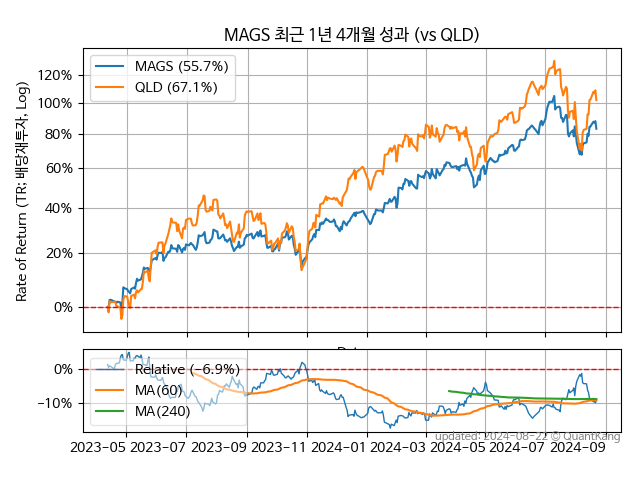 MAGS 최근 1년 4개월 성과 (vs QLD)
Rate of Return (TR: 배당재투자, Log)
MAGS (55.7%)
QLD (67.1%)
120%
100%
80%
60%
40%
20%
0%
0%
−10%
Relative (−6.9%)
MA(60)
MA(240)
updated: 2024-08-22 © QuantKang
2023-05 2023-07 2023-09 2023-11 2024-01 2024-03 2024-05 2024-07 2024-09